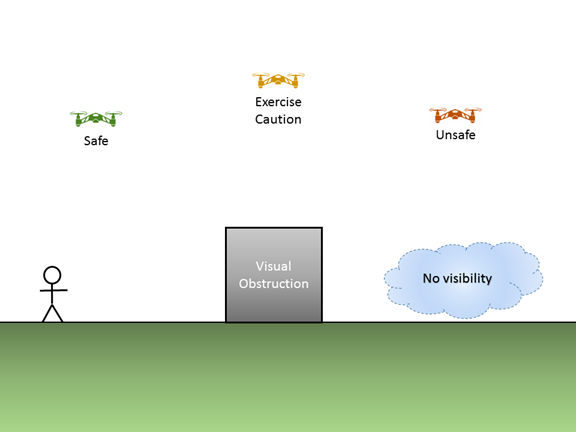 Exercise
Caution
Safe
Unsafe
Visual
Obstruction
No visibility